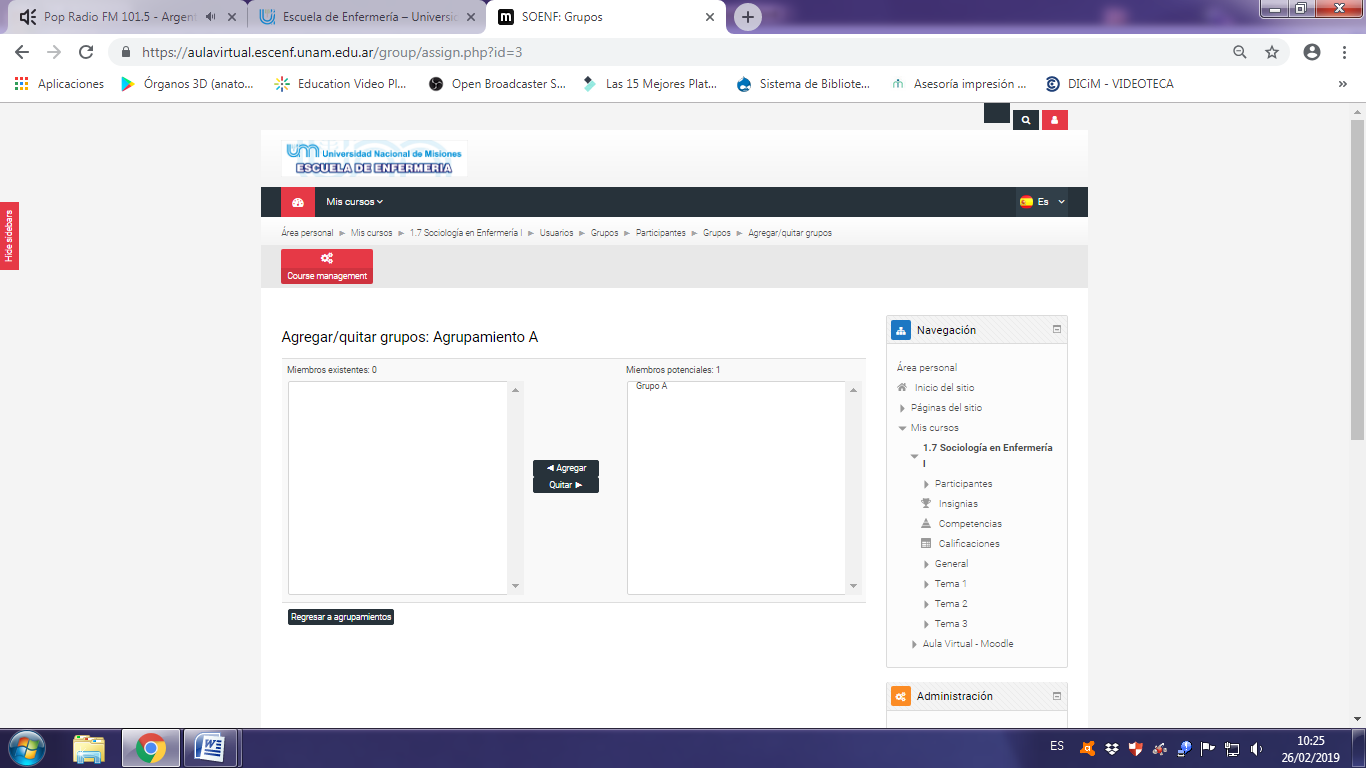 Pop Radio FM 101.5 - Argent
Escuela de Enfermería – Universid
SOENF: Grupos
https://aulavirtual.escenf.unam.edu.ar/group/assign.php?id=3
Aplicaciones
Órganos 3D (anato...
Education Video Pl...
Open Broadcaster S...
Las 15 Mejores Plat...
Sistema de Bibliote...
Asesoría impresión ...
DICiM - VIDEOTECA
»
um Universidad Nacional de Misiones
ESCUELA DE ENFERMERIA
Hide sidebars
Mis cursos
Es
Área personal ► Mis cursos ► 1.7 Sociología en Enfermería I ► Usuarios ► Grupos ► Participantes ► Grupos ► Agregar/quitar grupos
Course management
Agregar/quitar grupos: Agrupamiento A
Miembros existentes: 0
Miembros potenciales: 1
Grupo A
◄ Agregar
Quitar ►
Regresar a agrupamientos
Navegación
Área personal
Inicio del sitio
Páginas del sitio
Mis cursos
1.7 Sociología en Enfermería
I
Participantes
Insignias
Competencias
Calificaciones
General
Tema 1
Tema 2
Tema 3
Aula Virtual - Moodle
Administración
ES
10:25
26/02/2019